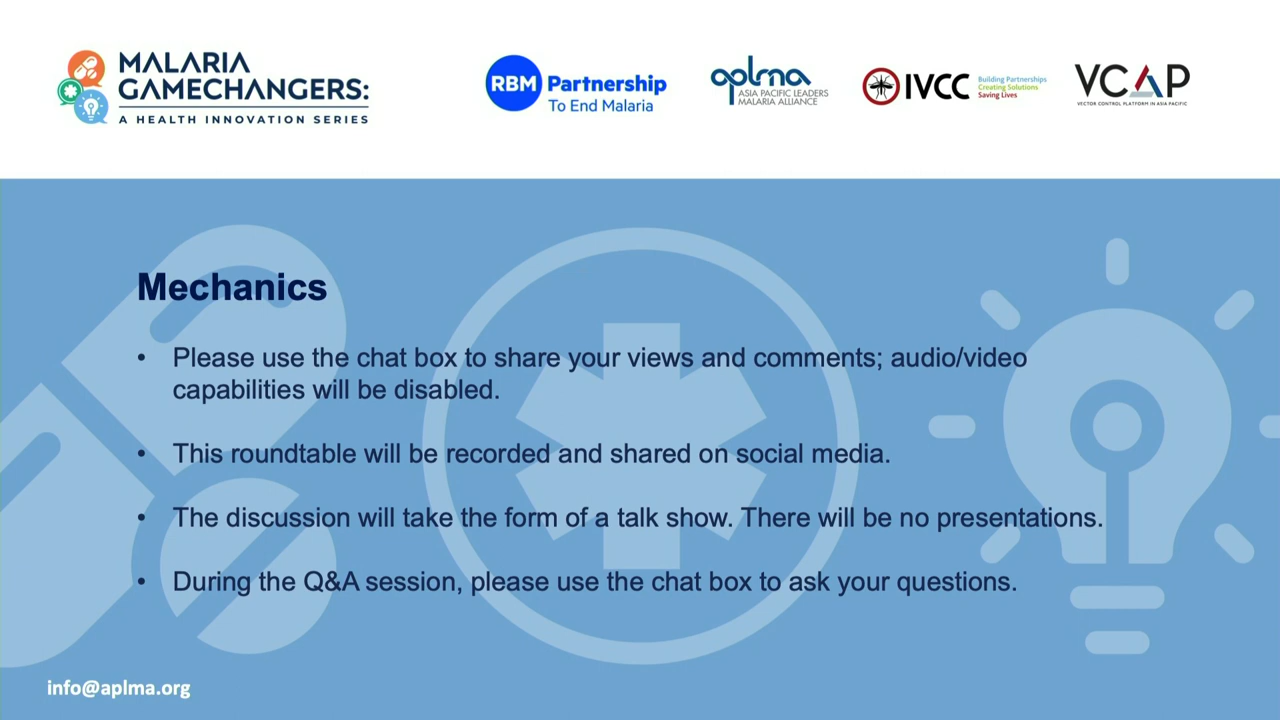 MALARIA
GAMECHANGERS:
A HEALTH INNOVATION SERIES
RBM Partnership
To End Malaria
aplma
ASIA PACIFIC LEADERS
MALARIA ALLIANCE
IVCC
Building Partnerships
Creating Solutions
Saving Lives
VCAP
VECTOR CONTROL PLATFORM IN ASIA PACIFIC
Mechanics
• Please use the chat box to share your views and comments; audio/video
capabilities will be disabled.
• This roundtable will be recorded and shared on social media.
• The discussion will take the form of a talk show. There will be no presentations.
• During the Q&A session, please use the chat box to ask your questions.
info@aplma.org